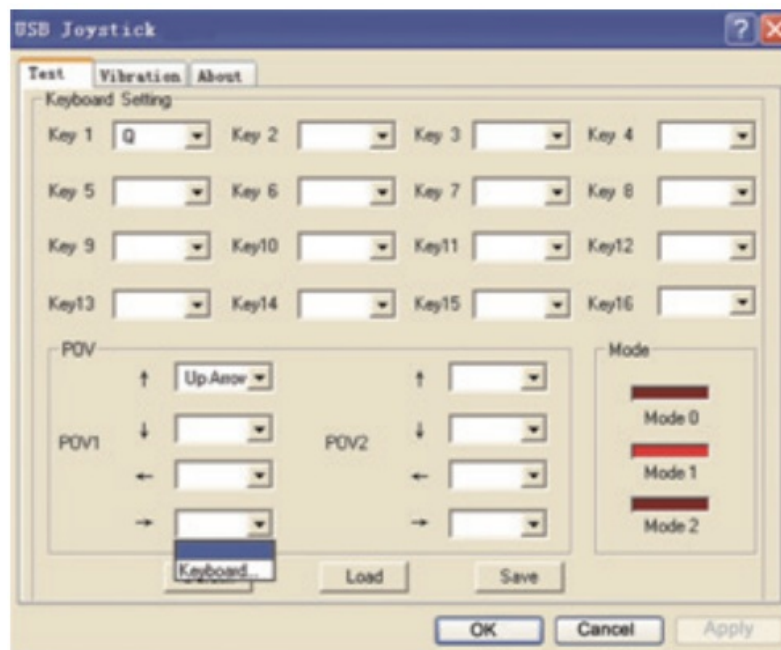 USB Joystick
Test Vibration About
Keyboard Setting
Key 1 Q Key 2 Key 3 Key 4
Key 5 Key 6 Key 7 Key 8
Key 9 Key10 Key11 Key12
Key13 Key14 Key15 Key16
POV Mode
↑ Up Arrow ↑
Mode 0
POV1 ↓ POV2 ↓
← ← Mode 1
→ → Mode 2
Keyboard...
Load Save
OK Cancel Apply